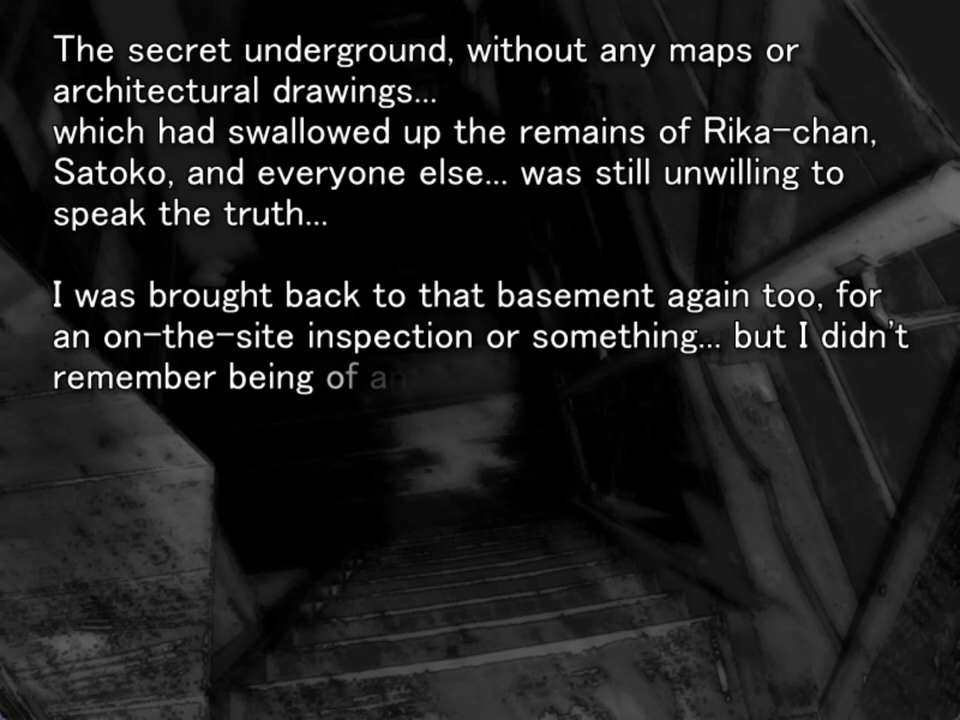 The secret underground, without any maps or
architectural drawings...
which had swallowed up the remains of Rika-chan,
Satoko, and everyone else... was still unwilling to
speak the truth...
I was brought back to that basement again too, for
an on-the-site inspection or something... but I didn't
remember being of an